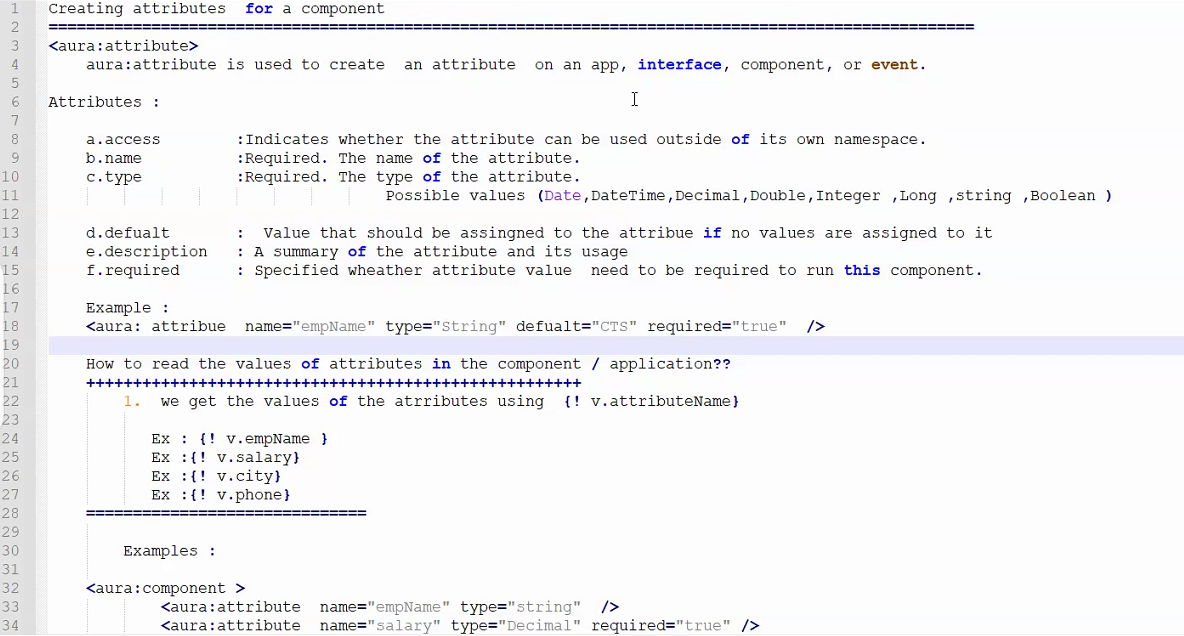 1 Creating attributes for a component
2 ===================================================================================================
3 <aura:attribute>
4 aura:attribute is used to create an attribute on an app, interface, component, or event.
5
6 Attributes :
7
8 a.access :Indicates whether the attribute can be used outside of its own namespace.
9 b.name :Required. The name of the attribute.
10 c.type :Required. The type of the attribute.
11 Possible values (Date,DateTime,Decimal,Double,Integer ,Long ,string ,Boolean )
12
13 d.defualt : Value that should be assingned to the attribue if no values are assigned to it
14 e.description : A summary of the attribute and its usage
15 f.required : Specified wheather attribute value need to be required to run this component.
16
17 Example :
18 <aura: attribue name="empName" type="String" defualt="CTS" required="true" />
19
20 How to read the values of attributes in the component / application??
21 +++++++++++++++++++++++++++++++++++++++++++++++++++++
22 1. we get the values of the atrributes using {! v.attributeName}
23
24 Ex : {! v.empName }
25 Ex :{! v.salary}
26 Ex :{! v.city}
27 Ex :{! v.phone}
28 ==============================
29
30 Examples :
31
32 <aura:component >
33 <aura:attribute name="empName" type="string" />
34 <aura:attribute name="salary" type="Decimal" required="true" />